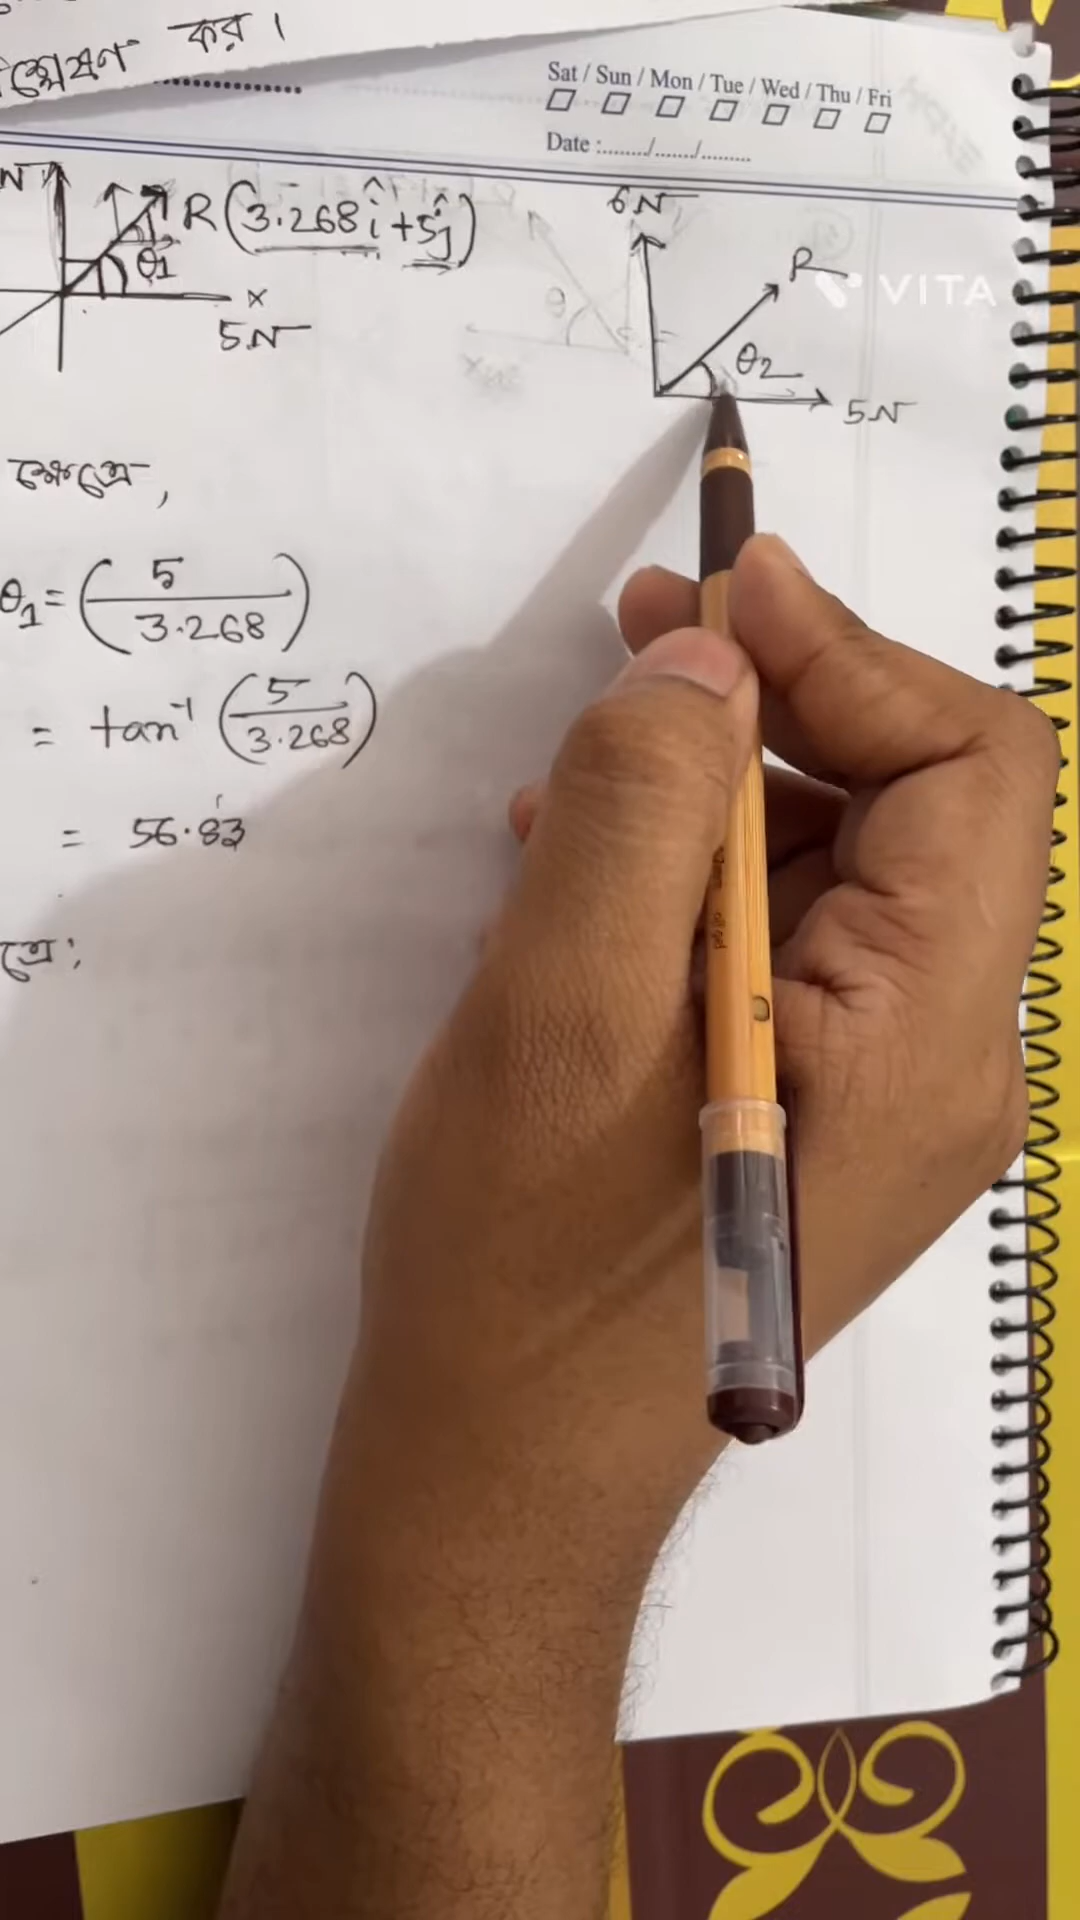 বিশ্লেষণ কর।
Sat / Sun / Mon / Tue / Wed / Thu / Fri
Date :......../......./.........
N
R (3.268î + 5ĵ)
θ1
x
5N
6N
R
VITA
θ2
5N
ক্ষেত্রে,
θ1 = (5/3.268)
= tan⁻¹ (5/3.268)
= 56.83
ত্রে: